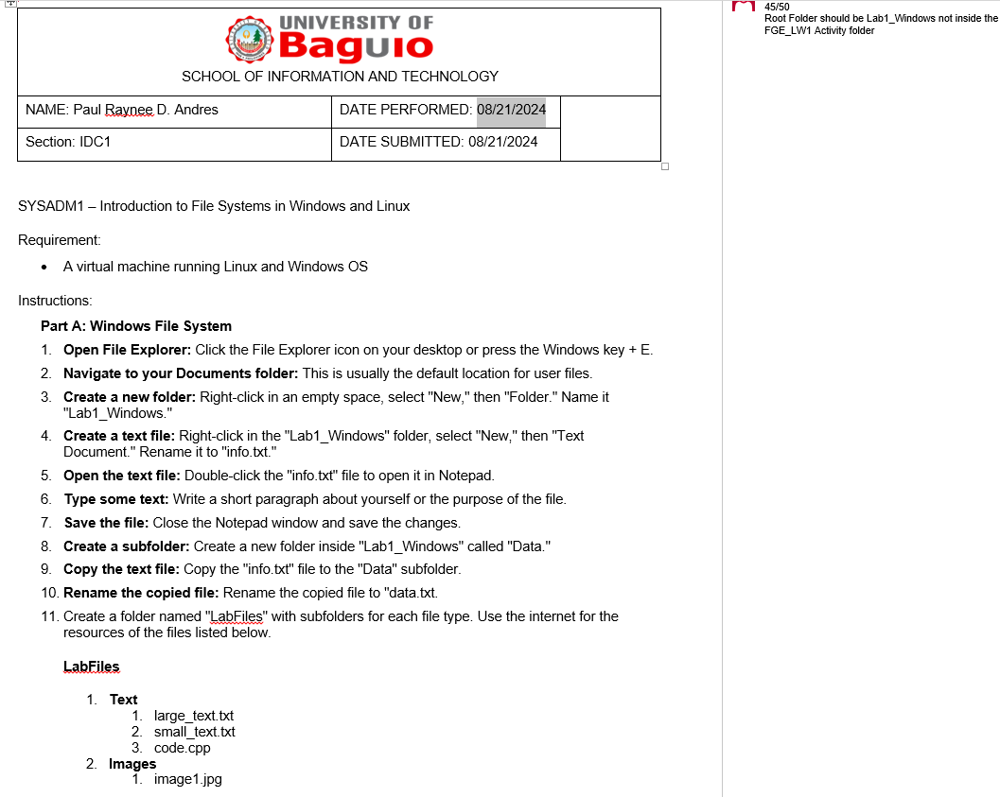 UNIVERSITY OF
Baguio
SCHOOL OF INFORMATION AND TECHNOLOGY
NAME: Paul Raynee D. Andres
DATE PERFORMED: 08/21/2024
Section: IDC1
DATE SUBMITTED: 08/21/2024
SYSADM1 – Introduction to File Systems in Windows and Linux
Requirement:
• A virtual machine running Linux and Windows OS
Instructions:
Part A: Windows File System
1. Open File Explorer: Click the File Explorer icon on your desktop or press the Windows key + E.
2. Navigate to your Documents folder: This is usually the default location for user files.
3. Create a new folder: Right-click in an empty space, select "New," then "Folder." Name it
"Lab1_Windows."
4. Create a text file: Right-click in the "Lab1_Windows" folder, select "New," then "Text
Document." Rename it to "info.txt."
5. Open the text file: Double-click the "info.txt" file to open it in Notepad.
6. Type some text: Write a short paragraph about yourself or the purpose of the file.
7. Save the file: Close the Notepad window and save the changes.
8. Create a subfolder: Create a new folder inside "Lab1_Windows" called "Data."
9. Copy the text file: Copy the "info.txt" file to the "Data" subfolder.
10. Rename the copied file: Rename the copied file to "data.txt.
11. Create a folder named "LabFiles" with subfolders for each file type. Use the internet for the
resources of the files listed below.
LabFiles
1. Text
1. large_text.txt
2. small_text.txt
3. code.cpp
2. Images
1. image1.jpg
45/50
Root Folder should be Lab1_Windows not inside the
FGE_LW1 Activity folder